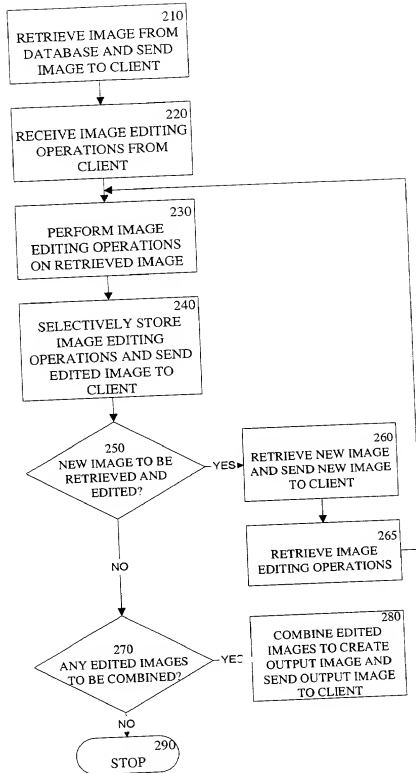 210
RETRIEVE IMAGE FROM
DATABASE AND SEND
IMAGE TO CLIENT
220
RECEIVE IMAGE EDITING
OPERATIONS FROM
CLIENT
230
PERFORM IMAGE
EDITING OPERATIONS
ON RETRIEVED IMAGE
240
SELECTIVELY STORE
IMAGE EDITING
OPERATIONS AND SEND
EDITED IMAGE TO
CLIENT
250
NEW IMAGE TO BE
RETRIEVED AND
EDITED?
YES
260
RETRIEVE NEW IMAGE
AND SEND NEW IMAGE
TO CLIENT
265
RETRIEVE IMAGE
EDITING OPERATIONS
NO
270
ANY EDITED IMAGES
TO BE COMBINED?
YES
280
COMBINE EDITED
IMAGES TO CREATE
OUTPUT IMAGE AND
SEND OUTPUT IMAGE
TO CLIENT
NO
290
STOP